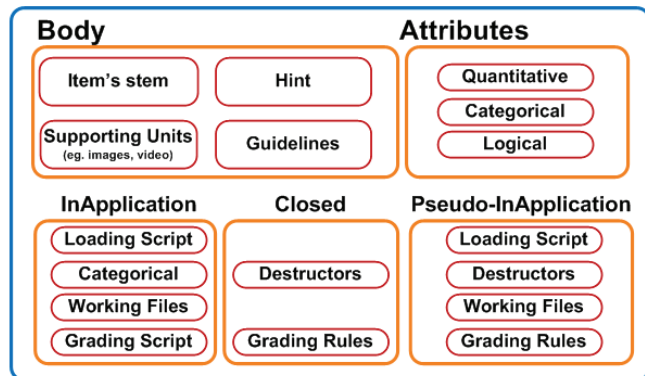 Body
Attributes
Item's stem
Hint
Supporting Units
(eg. images, video)
Guidelines
Quantitative
Categorical
Logical
InApplication
Closed
Pseudo-InApplication
Loading Script
Categorical
Working Files
Grading Script
Destructors
Grading Rules
Loading Script
Destructors
Working Files
Grading Rules